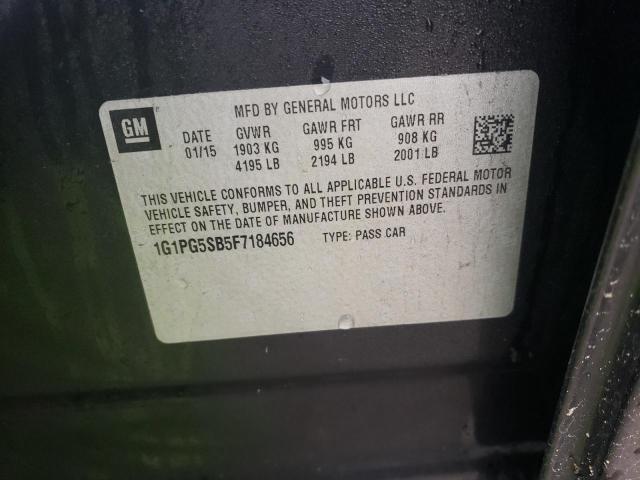 MFD BY GENERAL MOTORS LLC
GM
DATE GVWR GAWR FRT GAWR RR
01/15 1903 KG 995 KG 908 KG
4195 LB 2194 LB 2001 LB
THIS VEHICLE CONFORMS TO ALL APPLICABLE U.S. FEDERAL MOTOR
VEHICLE SAFETY, BUMPER, AND THEFT PREVENTION STANDARDS IN
EFFECT ON THE DATE OF MANUFACTURE SHOWN ABOVE.
1G1PG5SB5F7184656 TYPE: PASS CAR